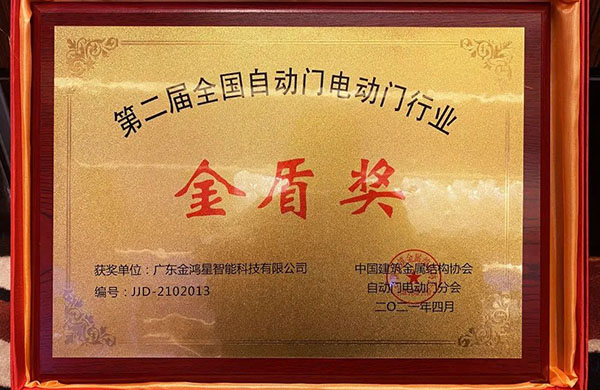 第二届全国自动门电动门行业
金盾奖
获奖单位：广东金鸿星智能科技有限公司
编号：JJD-2102013
中国建筑金属结构协会
自动门电动门分会
二〇二一年四月